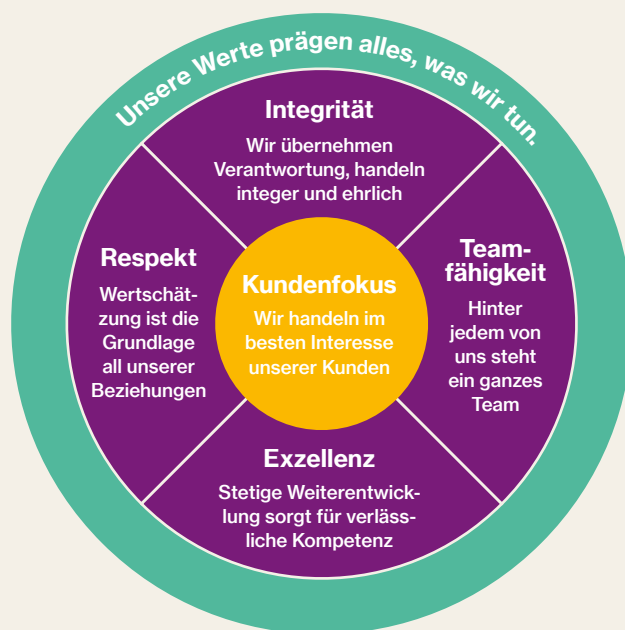 Unsere Werte prägen alles, was wir tun.
Integrität
Wir übernehmen
Verantwortung, handeln
integer und ehrlich
Respekt
Wertschät-
zung ist die
Grundlage
all unserer
Beziehungen
Kundenfokus
Wir handeln im
besten Interesse
unserer Kunden
Team-
fähigkeit
Hinter
jedem von
uns steht
ein ganzes
Team
Exzellenz
Stetige Weiterentwick-
lung sorgt für verläss-
liche Kompetenz